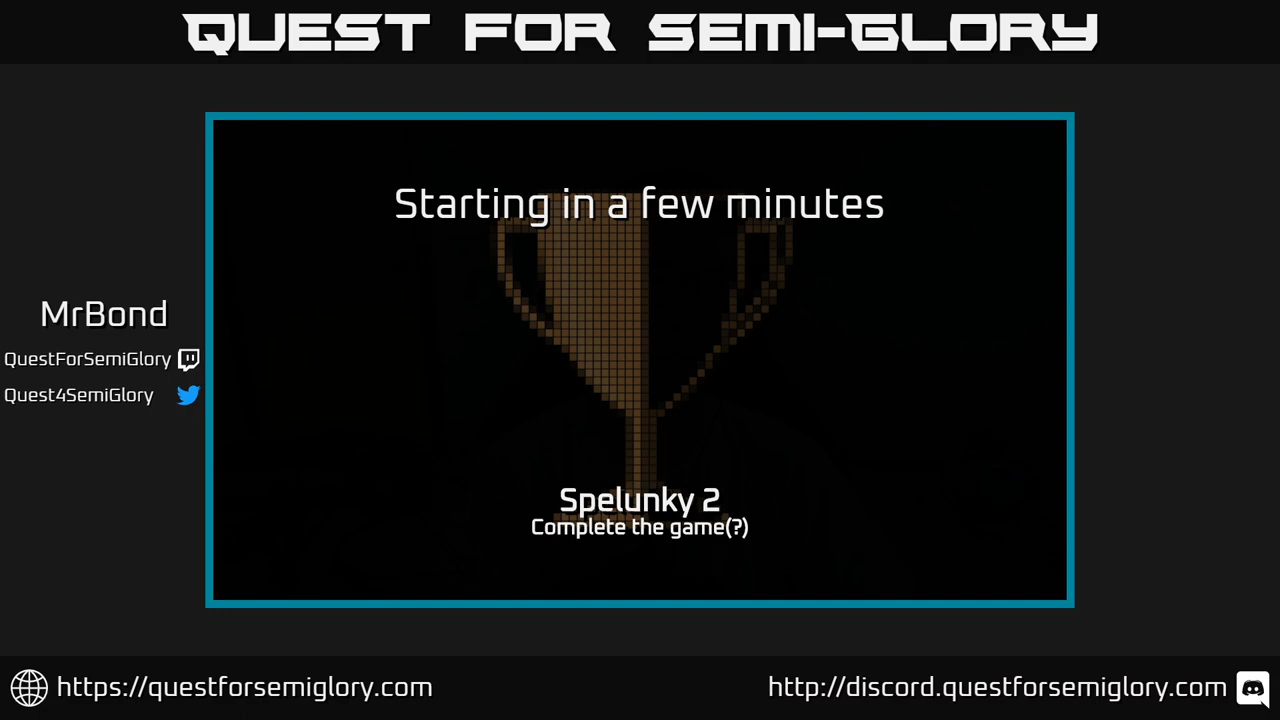 QUEST FOR SEMI-GLORY
Starting in a few minutes
MrBond
QuestForSemiGlory
Quest4SemiGlory
Spelunky 2
Complete the game(?)
https://questforsemiglory.com
http://discord.questforsemiglory.com